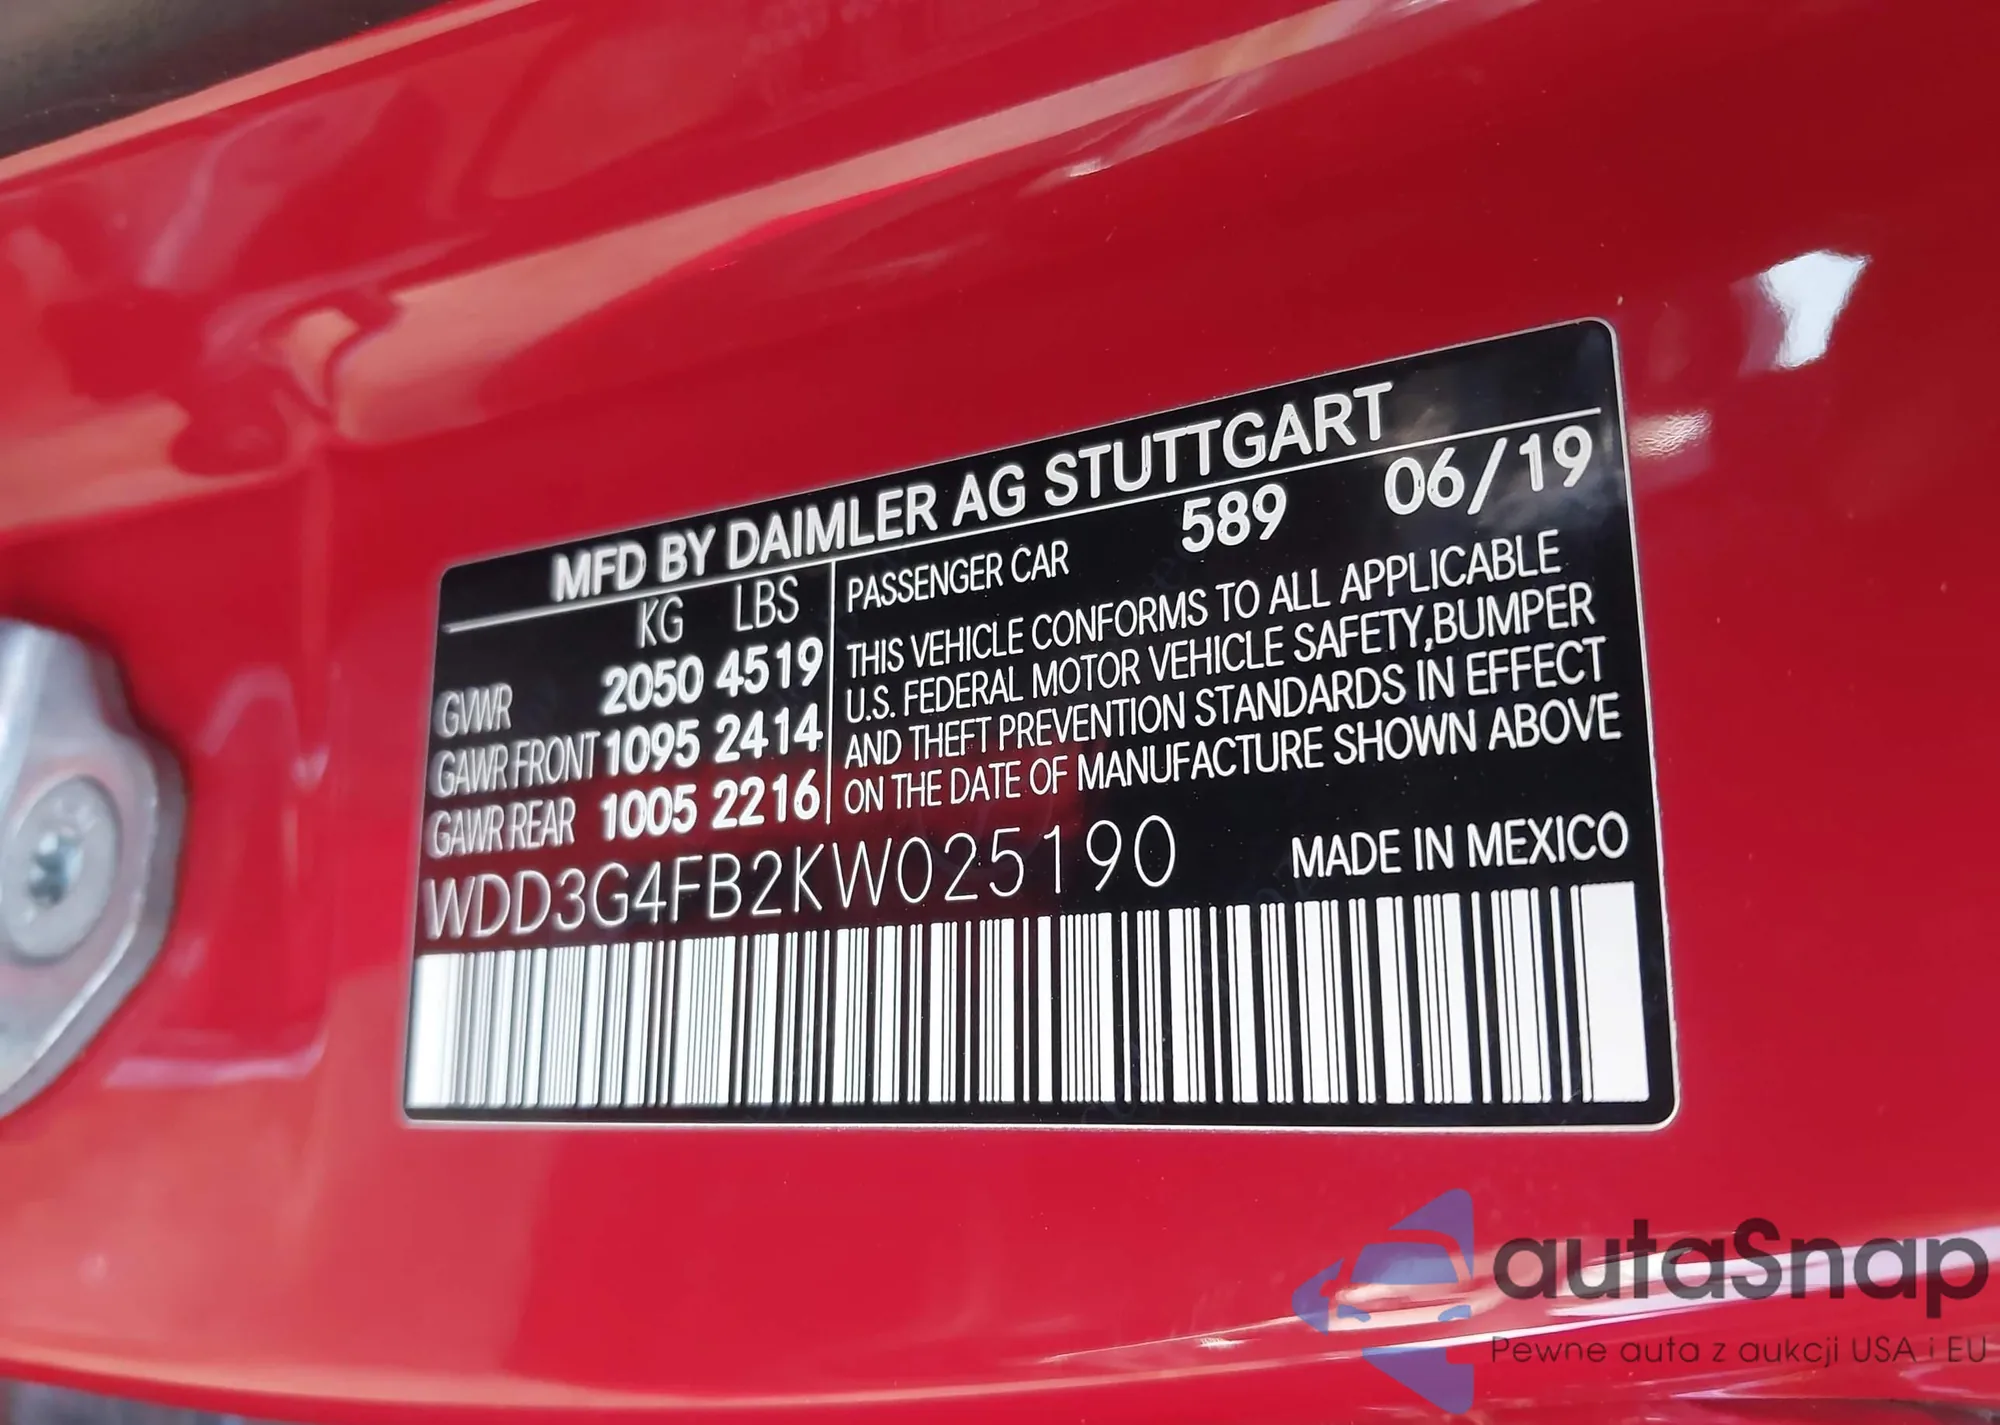 MFD BY DAIMLER AG STUTTGART
KG LBS
GVWR 2050 4519
GAWR FRONT 1095 2414
GAWR REAR 1005 2216
PASSENGER CAR 589 06/19
THIS VEHICLE CONFORMS TO ALL APPLICABLE
U.S. FEDERAL MOTOR VEHICLE SAFETY,BUMPER
AND THEFT PREVENTION STANDARDS IN EFFECT
ON THE DATE OF MANUFACTURE SHOWN ABOVE
WDD3G4FB2KW025190 MADE IN MEXICO
autaSnap
Pewne auta z aukcji USA i EU